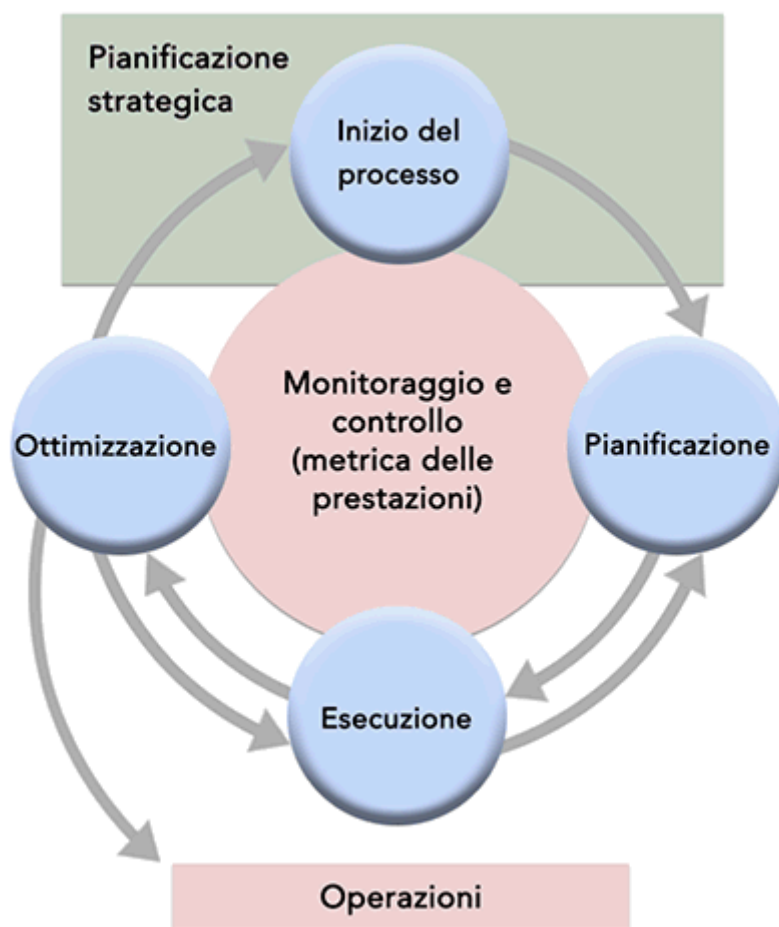 Pianificazione
strategica
Inizio del
processo
Monitoraggio e
controllo
(metrica delle
prestazioni)
Ottimizzazione
Pianificazione
Esecuzione
Operazioni